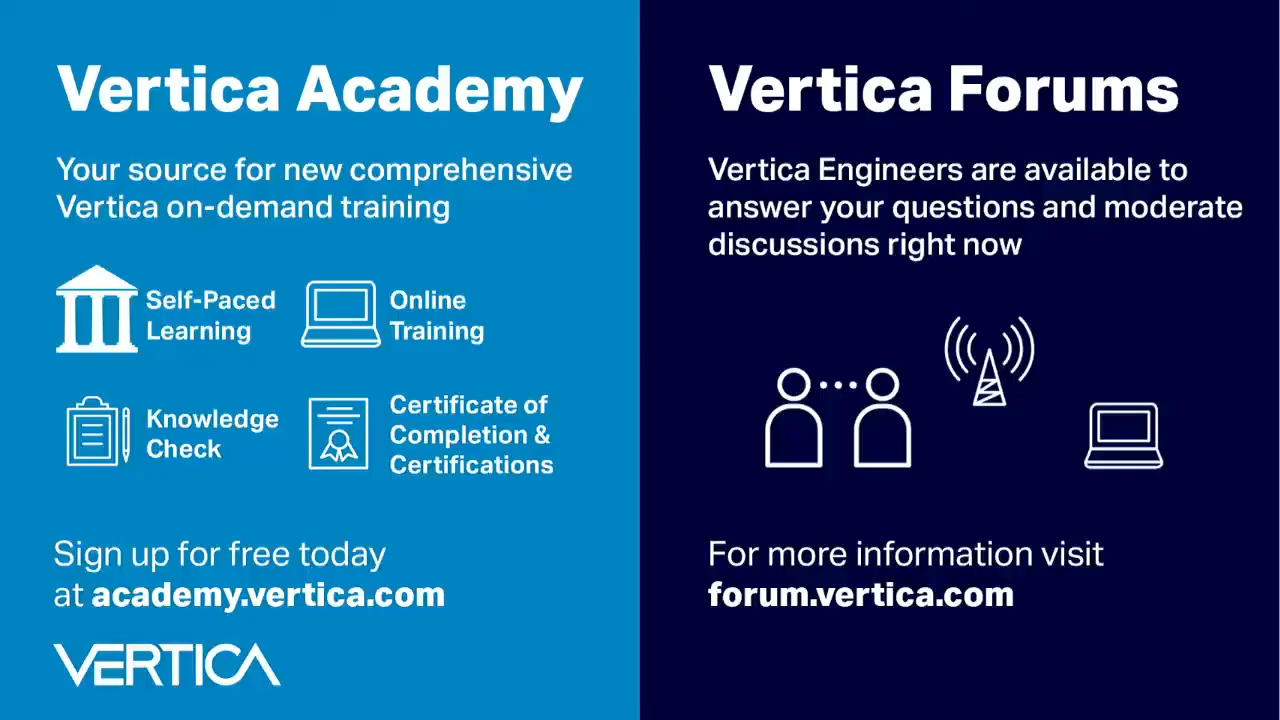 Vertica Academy
Your source for new comprehensive
Vertica on-demand training
Self-Paced
Learning
Online
Training
Knowledge
Check
Certificate of
Completion &
Certifications
Sign up for free today
at academy.vertica.com
VERTICA
Vertica Forums
Vertica Engineers are available to
answer your questions and moderate
discussions right now
For more information visit
forum.vertica.com